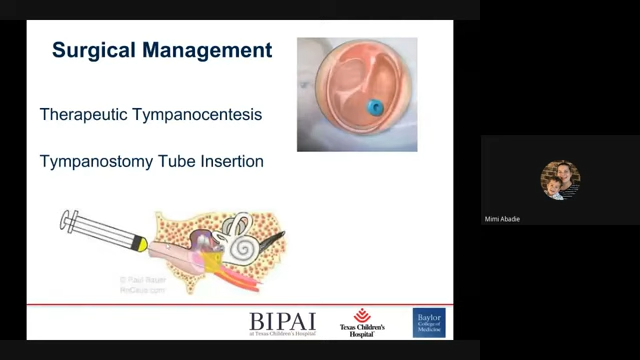 Surgical Management
Therapeutic Tympanocentesis
Tympanostomy Tube Insertion
© Paul
BIPAI
at Texas Children's Hospital
Texas Children's
Hospital
Baylor
College of
Medicine
Mimi Abadie